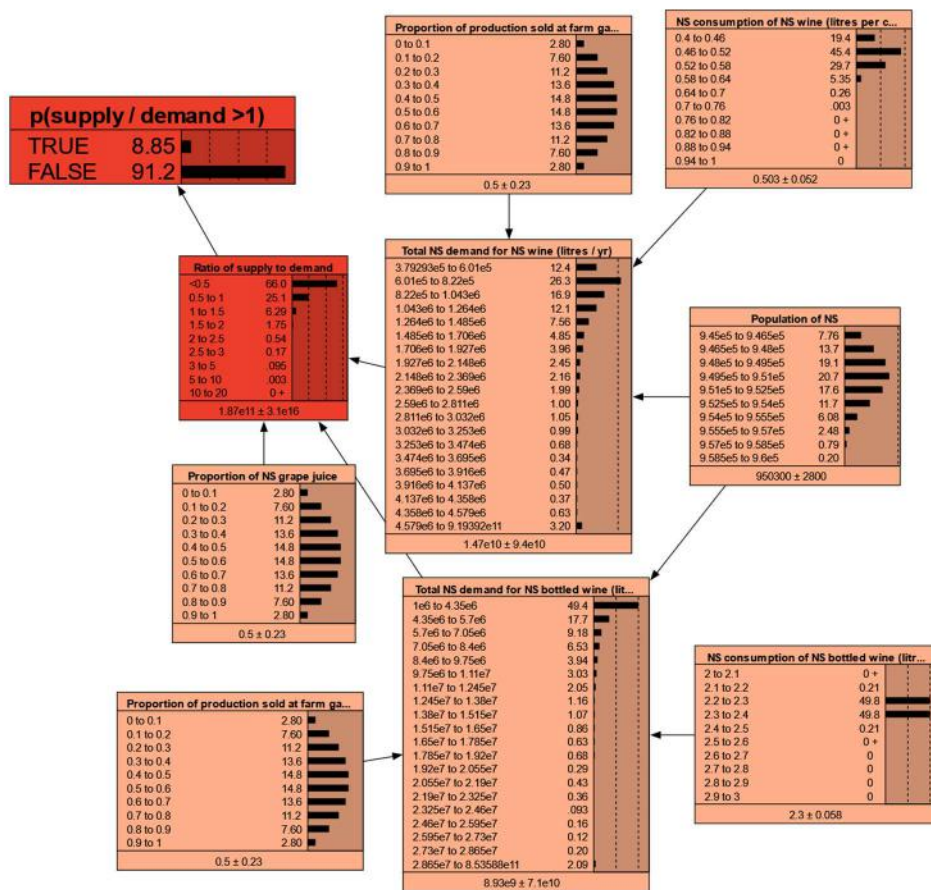 Proportion of production sold at farm ga...
0 to 0.1 2.80
0.1 to 0.2 7.60
0.2 to 0.3 11.2
0.3 to 0.4 13.6
0.4 to 0.5 14.8
0.5 to 0.6 14.8
0.6 to 0.7 13.6
0.7 to 0.8 11.2
0.8 to 0.9 7.60
0.9 to 1 2.80
0.5 ± 0.23
NS consumption of NS wine (litres per c...
0.4 to 0.46 19.4
0.46 to 0.52 45.4
0.52 to 0.58 29.7
0.58 to 0.64 5.35
0.64 to 0.7 0.26
0.7 to 0.76 .003
0.76 to 0.82 0 +
0.82 to 0.88 0 +
0.88 to 0.94 0 +
0.94 to 1 0
0.503 ± 0.052
p(supply / demand >1)
TRUE 8.85
FALSE 91.2
Ratio of supply to demand
<0.5 66.0
0.5 to 1 25.1
1 to 1.5 6.29
1.5 to 2 1.75
2 to 2.5 0.54
2.5 to 3 0.17
3 to 5 .095
5 to 10 .003
10 to 20 0 +
1.87e11 ± 3.1e16
Total NS demand for NS wine (litres / yr)
3.79293e5 to 6.01e5 12.4
6.01e5 to 8.22e5 26.3
8.22e5 to 1.043e6 16.9
1.043e6 to 1.264e6 12.1
1.264e6 to 1.485e6 7.56
1.485e6 to 1.706e6 4.85
1.706e6 to 1.927e6 3.96
1.927e6 to 2.148e6 2.45
2.148e6 to 2.369e6 2.16
2.369e6 to 2.59e6 1.99
2.59e6 to 2.811e6 1.00
2.811e6 to 3.032e6 1.05
3.032e6 to 3.253e6 0.99
3.253e6 to 3.474e6 0.68
3.474e6 to 3.695e6 0.34
3.695e6 to 3.916e6 0.47
3.916e6 to 4.137e6 0.50
4.137e6 to 4.358e6 0.37
4.358e6 to 4.579e6 0.63
4.579e6 to 9.19392e11 3.20
1.47e10 ± 9.4e10
Population of NS
9.45e5 to 9.465e5 7.76
9.465e5 to 9.48e5 13.7
9.48e5 to 9.495e5 19.1
9.495e5 to 9.51e5 20.7
9.51e5 to 9.525e5 17.6
9.525e5 to 9.54e5 11.7
9.54e5 to 9.555e5 6.08
9.555e5 to 9.57e5 2.48
9.57e5 to 9.585e5 0.79
9.585e5 to 9.6e5 0.20
950300 ± 2800
Proportion of NS grape juice
0 to 0.1 2.80
0.1 to 0.2 7.60
0.2 to 0.3 11.2
0.3 to 0.4 13.6
0.4 to 0.5 14.8
0.5 to 0.6 14.8
0.6 to 0.7 13.6
0.7 to 0.8 11.2
0.8 to 0.9 7.60
0.9 to 1 2.80
0.5 ± 0.23
Total NS demand for NS bottled wine (lit...
1e6 to 4.35e6 49.4
4.35e6 to 5.7e6 17.7
5.7e6 to 7.05e6 9.18
7.05e6 to 8.4e6 6.53
8.4e6 to 9.75e6 3.94
9.75e6 to 1.11e7 3.03
1.11e7 to 1.245e7 2.05
1.245e7 to 1.38e7 1.16
1.38e7 to 1.515e7 1.07
1.515e7 to 1.65e7 0.86
1.65e7 to 1.785e7 0.63
1.785e7 to 1.92e7 0.68
1.92e7 to 2.055e7 0.29
2.055e7 to 2.19e7 0.43
2.19e7 to 2.325e7 0.36
2.325e7 to 2.46e7 .093
2.46e7 to 2.595e7 0.16
2.595e7 to 2.73e7 0.12
2.73e7 to 2.865e7 0.20
2.865e7 to 8.53588e11 2.09
8.93e9 ± 7.1e10
NS consumption of NS bottled wine (litr...
2 to 2.1 0 +
2.1 to 2.2 0.21
2.2 to 2.3 49.8
2.3 to 2.4 49.8
2.4 to 2.5 0.21
2.5 to 2.6 0 +
2.6 to 2.7 0
2.7 to 2.8 0
2.8 to 2.9 0
2.9 to 3 0
2.3 ± 0.058
Proportion of production sold at farm ga...
0 to 0.1 2.80
0.1 to 0.2 7.60
0.2 to 0.3 11.2
0.3 to 0.4 13.6
0.4 to 0.5 14.8
0.5 to 0.6 14.8
0.6 to 0.7 13.6
0.7 to 0.8 11.2
0.8 to 0.9 7.60
0.9 to 1 2.80
0.5 ± 0.23